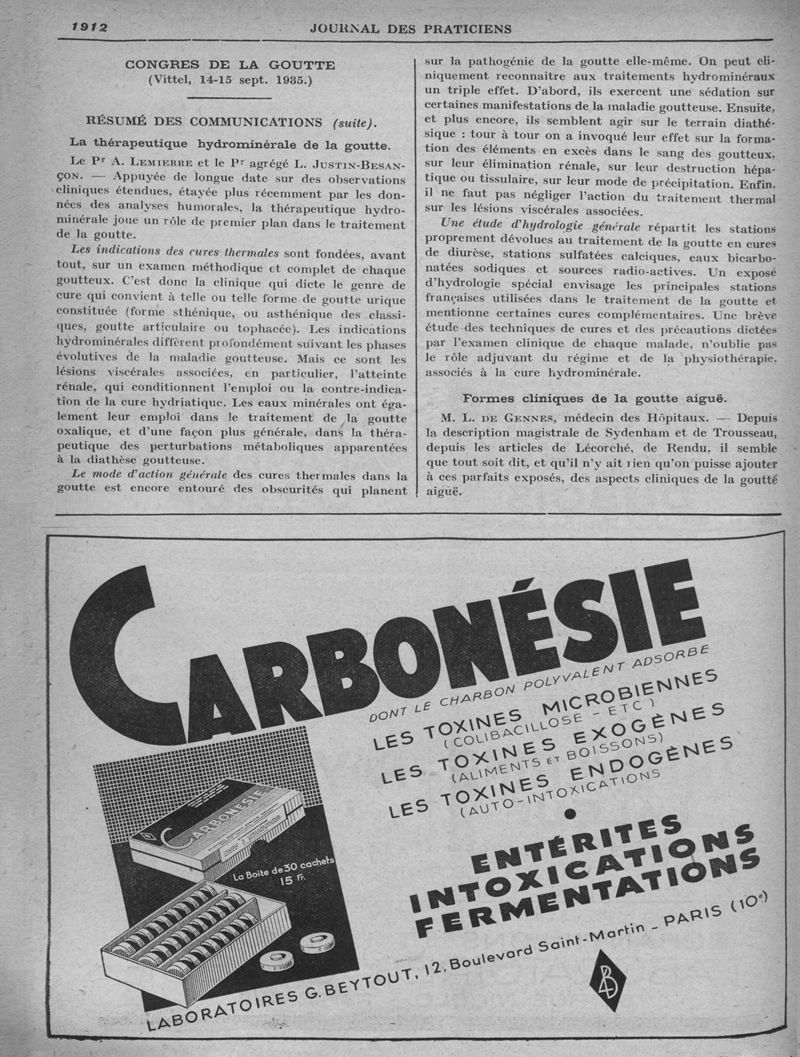 1912
JOURNAL DES PRATICIENS
CONGRES DE LA GOUTTE
(Vittel, 14-15 sept. 1935.)
RÉSUMÉ DES COMMUNICATIONS (suite).
La thérapeutique hydrominérale de la goutte.
Le Pr A. LEMIERRE et le Pr agrégé L. JUSTIN-BESAN-
ÇON. — Appuyée de longue date sur des observations
cliniques étendues, étayée plus récemment par les don-
nées des analyses humorales, la thérapeutique hydro-
minérale joue un rôle de premier plan dans le traitement
de la goutte.
Les indications des cures thermales sont fondées, avant
tout, sur un examen méthodique et complet de chaque
goutteux. C'est donc la clinique qui dicte le genre de
cure qui convient à telle ou telle forme de goutte urique
constituée (forme sthénique, ou asthénique des classi-
ques, goutte articulaire ou tophacée). Les indications
hydrominérales diffèrent profondément suivant les phases
évolutives de la maladie goutteuse. Mais ce sont les
lésions viscérales associées, en particulier, l'atteinte
rénale, qui conditionnent l'emploi ou la contre-indica-
tion de la cure hydriatique. Les eaux minérales ont éga-
lement leur emploi dans le traitement de la goutte
oxalique, et d'une façon plus générale, dans la théra-
peutique des perturbations métaboliques apparentées
à la diathèse goutteuse.
Le mode d'action générale des cures thermales dans la
goutte est encore entouré des obscurités qui planent
sur la pathogénie de la goutte elle-même. On peut cli-
niquement reconnaitre aux traitements hydrominéraux
un triple effet. D'abord, ils exercent une sédation sur
certaines manifestations de la maladie goutteuse. Ensuite,
et plus encore, ils semblent agir sur le terrain diathé-
sique : tour à tour on a invoqué leur effet sur la forma-
tion des éléments en excès dans le sang des goutteux,
sur leur élimination rénale, sur leur destruction hépa-
tique ou tissulaire, sur leur mode de précipitation. Enfin,
il ne faut pas négliger l'action du traitement thermal
sur les lésions viscérales associées.
Une étude d'hydrologie générale répartit les stations
proprement dévolues au traitement de la goutte en cures
de diurèse, stations sulfatées calciques, eaux bicarbo-
natées sodiques et sources radio-actives. Un exposé
d'hydrologie spécial envisage les principales stations
françaises utilisées dans le traitement de la goutte et
mentionne certaines cures complémentaires. Une brève
étude des techniques de cures et des précautions dictées
par l'examen clinique de chaque malade, n'oublie pas
le rôle adjuvant du régime et de la physiothérapie,
associés à la cure hydrominérale.
Formes cliniques de la goutte aiguë.
M. L. DE GENNES, médecin des Hôpitaux. — Depuis
la description magistrale de Sydenham et de Trousseau,
depuis les articles de Lécorché, de Rendu, il semble
que tout soit dit, et qu'il n'y ait rien qu'on puisse ajouter
à ces parfaits exposés, des aspects cliniques de la goutté
aiguë.
CARBONÉSIE
DONT LE CHARBON POLYVALENT ADSORBE
LES TOXINES MICROBIENNES
(COLIBACILLOSE - ETC)
LES TOXINES EXOGÈNES
(ALIMENTS ET BOISSONS)
LES TOXINES ENDOGÈNES
(AUTO-INTOXICATIONS
CARBONÉSIE
La Boite de 30 cachets
15 Fr.
ENTÉRITES
INTOXICATIONS
FERMENTATIONS
LABORATOIRES G. BEYTOUT, 12, Boulevard Saint-Martin - PARIS (10e)